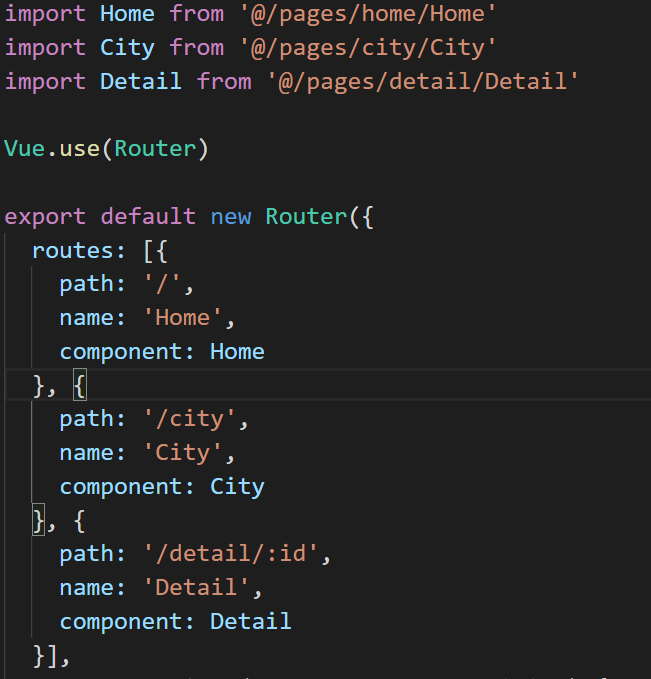 import Home from '@/pages/home/Home'
import City from '@/pages/city/City'
import Detail from '@/pages/detail/Detail'
Vue.use(Router)
export default new Router({
routes: [{
path: '/',
name: 'Home',
component: Home
}, {
path: '/city',
name: 'City',
component: City
}, {
path: '/detail/:id',
name: 'Detail',
component: Detail
}],